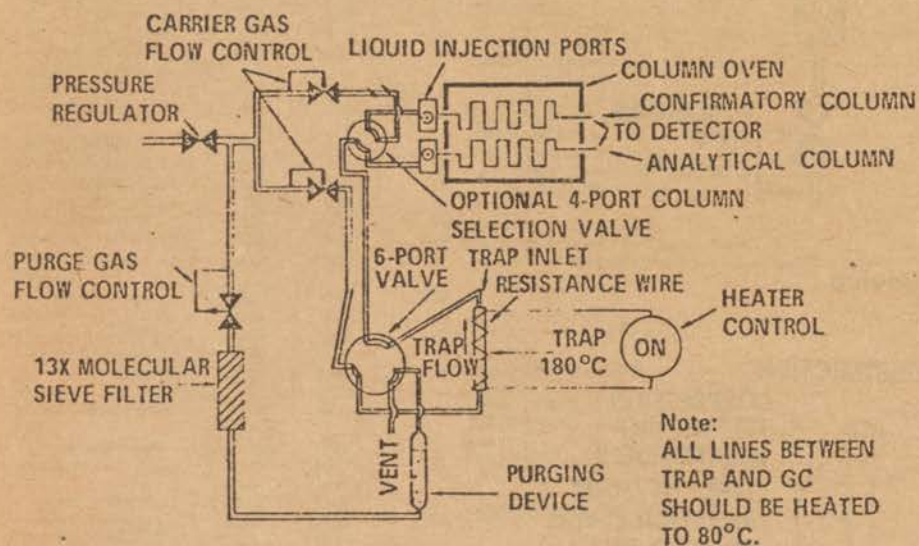 CARRIER GAS
FLOW CONTROL
LIQUID INJECTION PORTS
PRESSURE
REGULATOR
COLUMN OVEN
CONFIRMATORY COLUMN
TO DETECTOR
ANALYTICAL COLUMN
OPTIONAL 4-PORT COLUMN
SELECTION VALVE
PURGE GAS
FLOW CONTROL
6-PORT
VALVE
TRAP INLET
RESISTANCE WIRE
HEATER
CONTROL
13X MOLECULAR
SIEVE FILTER
TRAP
FLOW
TRAP
180°C
ON
VENT
PURGING
DEVICE
Note:
ALL LINES BETWEEN
TRAP AND GC
SHOULD BE HEATED
TO 80°C.